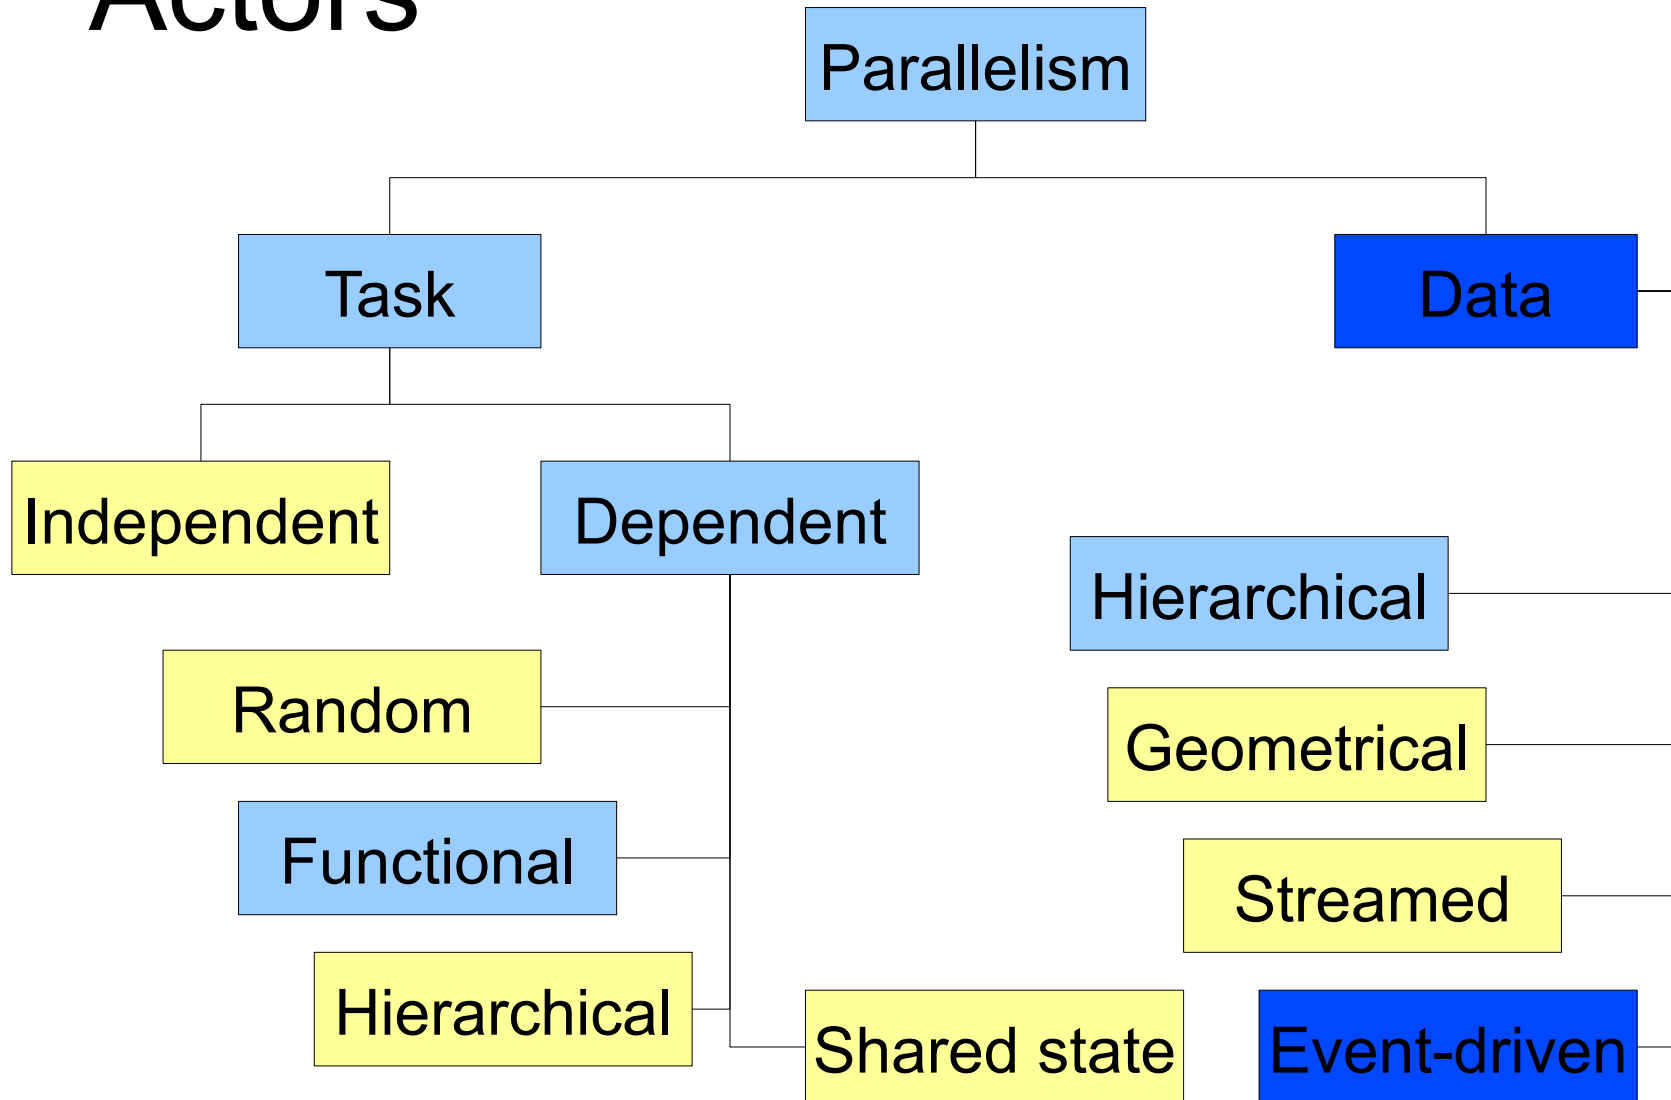 Actors
Parallelism
Task
Data
Independent
Dependent
Hierarchical
Random
Geometrical
Functional
Streamed
Hierarchical
Shared state
Event-driven